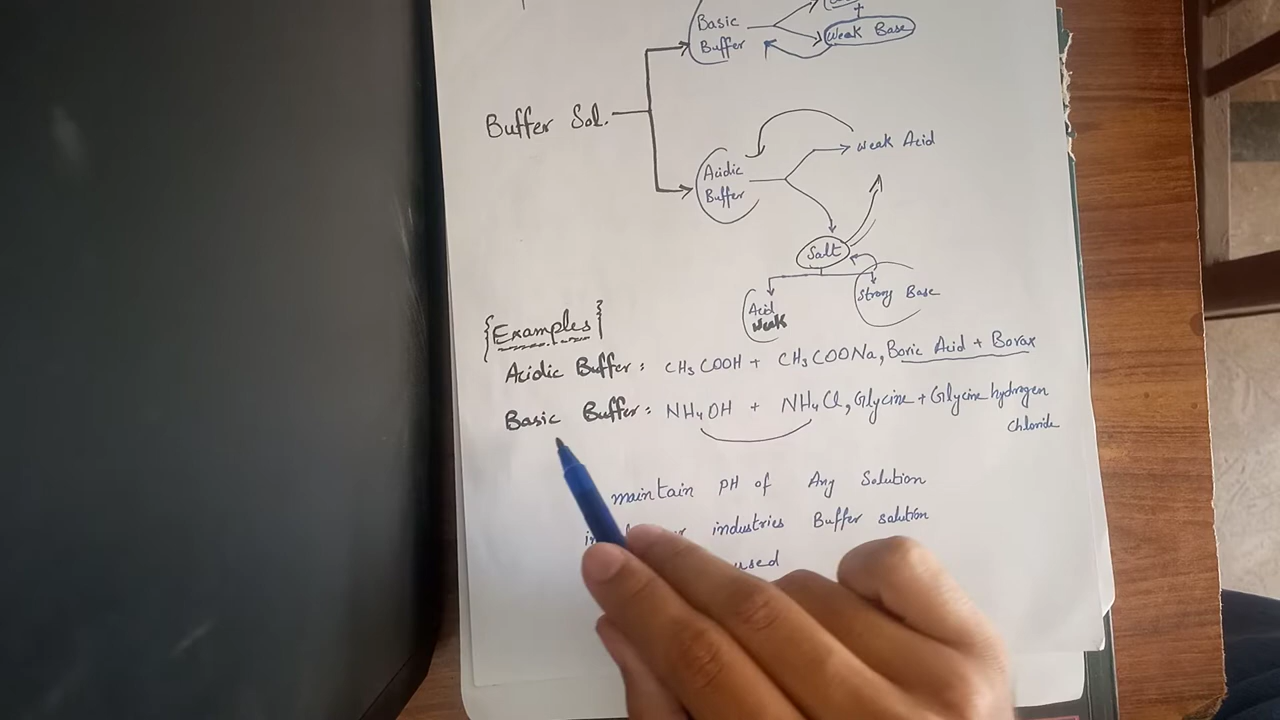 Basic
Buffer
+
Weak Base
Buffer Sol.
Acidic
Buffer
Weak Acid
Salt
Acid
Weak
Strong Base
{Examples}
Acidic Buffer: CH₃COOH + CH₃COONa, Boric Acid + Borax
Basic Buffer: NH₄OH + NH₄Cl, Glycine + Glycine hydrogen
chloride
maintain pH of Any Solution
industries Buffer solution
used